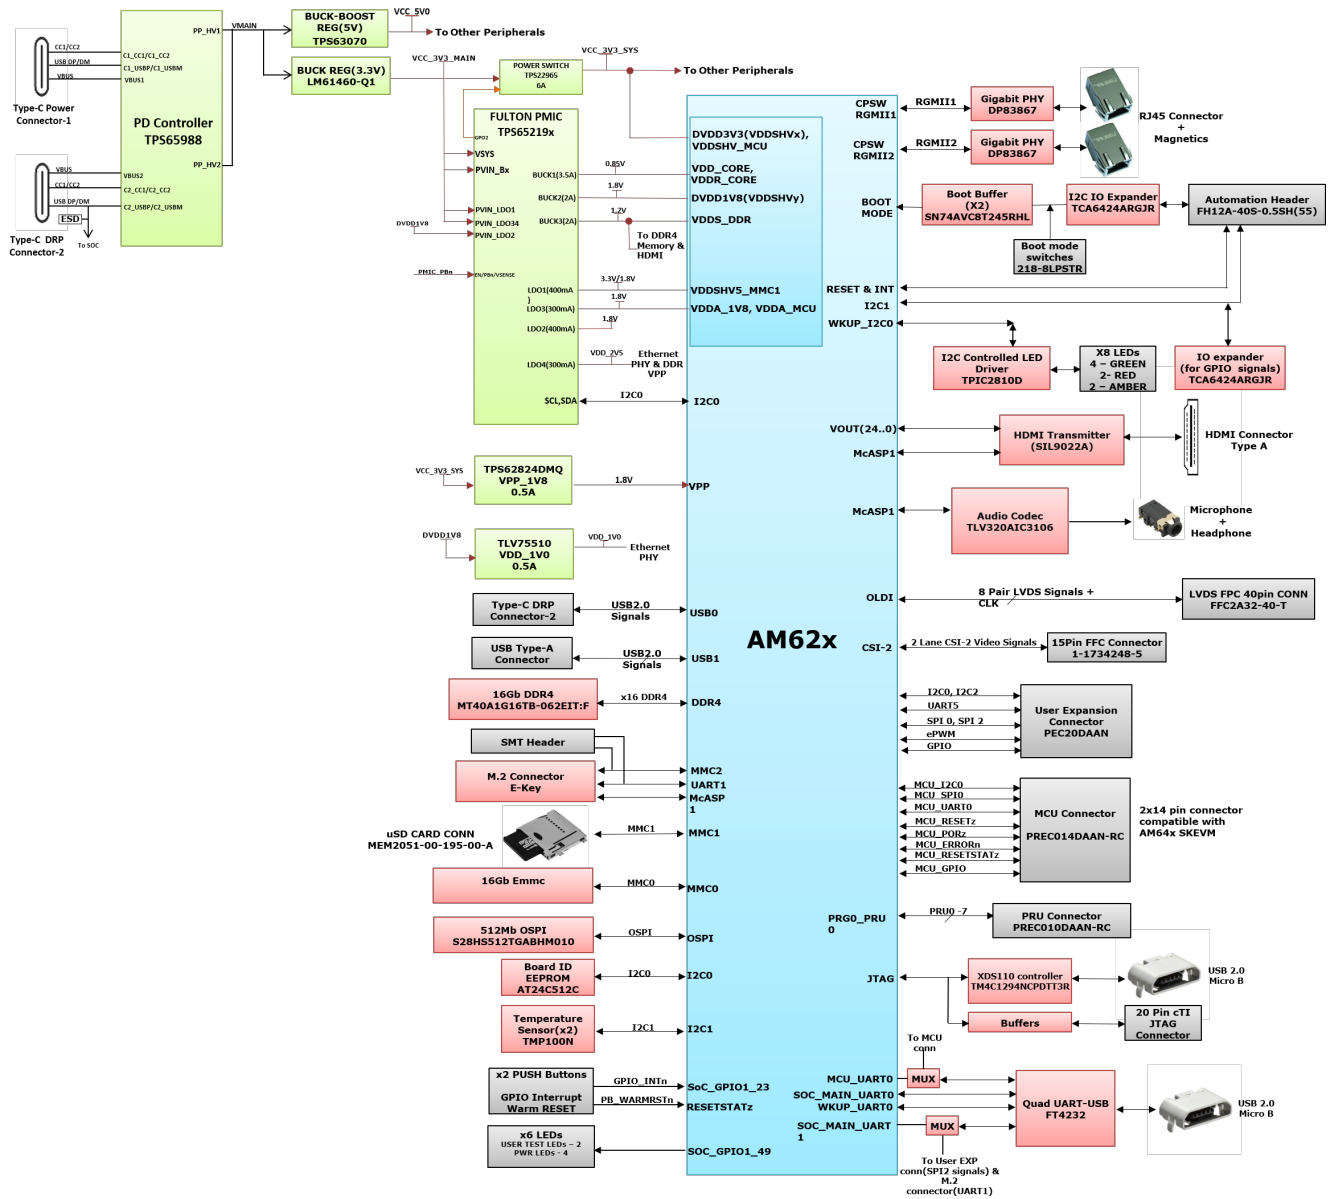 BUCK-BOOST
REG(5V)
TPS63070
VCC_5V0
To Other Peripherals
PP_HV1
VMAIN
CC1/CC2
USB DP/DM
VBUS
C1_CC1/C1_CC2
C1_USBP/C1_USBM
VBUS1
Type-C Power
Connector-1
PD Controller
TPS65988
PP_HV2
VBUS
CC1/CC2
USB DP/DM
VBUS2
C2_CC1/C2_CC2
C2_USBP/C2_USBM
ESD
To SOC
Type-C DRP
Connector-2
BUCK REG(3.3V)
LM61460-Q1
VCC_3V3_MAIN
POWER SWITCH
TPS22965
6A
VCC_3V3_SYS
To Other Peripherals
FULTON PMIC
TPS65219x
GPO2
VSYS
PVIN_Bx
PVIN_LDO1
PVIN_LDO34
PVIN_LDO2
DVDD1V8
PMIC_PBn
EN/PBn/VSENSE
BUCK1(3.5A)
BUCK2(2A)
BUCK3(2A)
LDO1(400mA
)
LDO3(300mA)
LDO2(400mA)
LDO4(300mA)
SCL,SDA
0.85V
1.8V
1.2V
To DDR4
Memory &
HDMI
3.3V/1.8V
1.8V
1.8V
VDD_2V5
Ethernet
PHY & DDR
VPP
I2C0
DVDD3V3(VDDSHVx),
VDDSHV_MCU
VDD_CORE,
VDDR_CORE
DVDD1V8(VDDSHVy)
VDDS_DDR
VDDSHV5_MMC1
VDDA_1V8, VDDA_MCU
I2C0
VCC_3V3_SYS
TPS62824DMQ
VPP_1V8
0.5A
1.8V
VPP
DVDD1V8
TLV75510
VDD_1V0
0.5A
VDD_1V0
Ethernet
PHY
Type-C DRP
Connector-2
USB2.0
Signals
USB0
USB Type-A
Connector
USB2.0
Signals
USB1
16Gb DDR4
MT40A1G16TB-062EIT:F
x16 DDR4
DDR4
SMT Header
M.2 Connector
E-Key
MMC2
UART1
McASP
1
uSD CARD CONN
MEM2051-00-195-00-A
MMC1
MMC1
16Gb Emmc
MMC0
MMC0
512Mb OSPI
S28HS512TGABHM010
OSPI
OSPI
Board ID
EEPROM
AT24C512C
I2C0
I2C0
Temperature
Sensor(x2)
TMP100N
I2C1
I2C1
x2 PUSH Buttons
GPIO Interrupt
Warm RESET
GPIO_INTn
PB_WARMRSTn
SoC_GPIO1_23
RESETSTATz
x6 LEDs
USER TEST LEDs – 2
PWR LEDs - 4
SOC_GPIO1_49
AM62x
CPSW
RGMII1
RGMII1
Gigabit PHY
DP83867
CPSW
RGMII2
RGMII2
Gigabit PHY
DP83867
RJ45 Connector
+
Magnetics
BOOT
MODE
Boot Buffer
(X2)
SN74AVC8T245RHL
I2C IO Expander
TCA6424ARGJR
Automation Header
FH12A-40S-0.5SH(55)
Boot mode
switches
218-8LPSTR
RESET & INT
I2C1
WKUP_I2C0
I2C Controlled LED
Driver
TPIC2810D
X8 LEDs
4 – GREEN
2- RED
2 – AMBER
IO expander
(for GPIO signals)
TCA6424ARGJR
VOUT(24..0)
McASP1
HDMI Transmitter
(SIL9022A)
HDMI Connector
Type A
McASP1
Audio Codec
TLV320AIC3106
Microphone
+
Headphone
OLDI
8 Pair LVDS Signals +
CLK
LVDS FPC 40pin CONN
FFC2A32-40-T
CSI-2
2 Lane CSI-2 Video Signals
15Pin FFC Connector
1-1734248-5
I2C0, I2C2
UART5
SPI 0, SPI 2
ePWM
GPIO
User Expansion
Connector
PEC20DAAN
MCU_I2C0
MCU_SPI0
MCU_UART0
MCU_RESETz
MCU_PORz
MCU_ERRORn
MCU_RESETSTATz
MCU_GPIO
MCU Connector
PREC014DAAN-RC
2x14 pin connector
compatible with
AM64x SKEVM
PRG0_PRU
0
PRU0 -7
PRU Connector
PREC010DAAN-RC
JTAG
XDS110 controller
TM4C1294NCPDTT3R
USB 2.0
Micro B
Buffers
20 Pin cTI
JTAG
Connector
To MCU
conn
MCU_UART0
MUX
SOC_MAIN_UART0
WKUP_UART0
SOC_MAIN_UART
1
MUX
Quad UART-USB
FT4232
USB 2.0
Micro B
To User EXP
conn(SPI2 signals) &
M.2
connector(UART1)